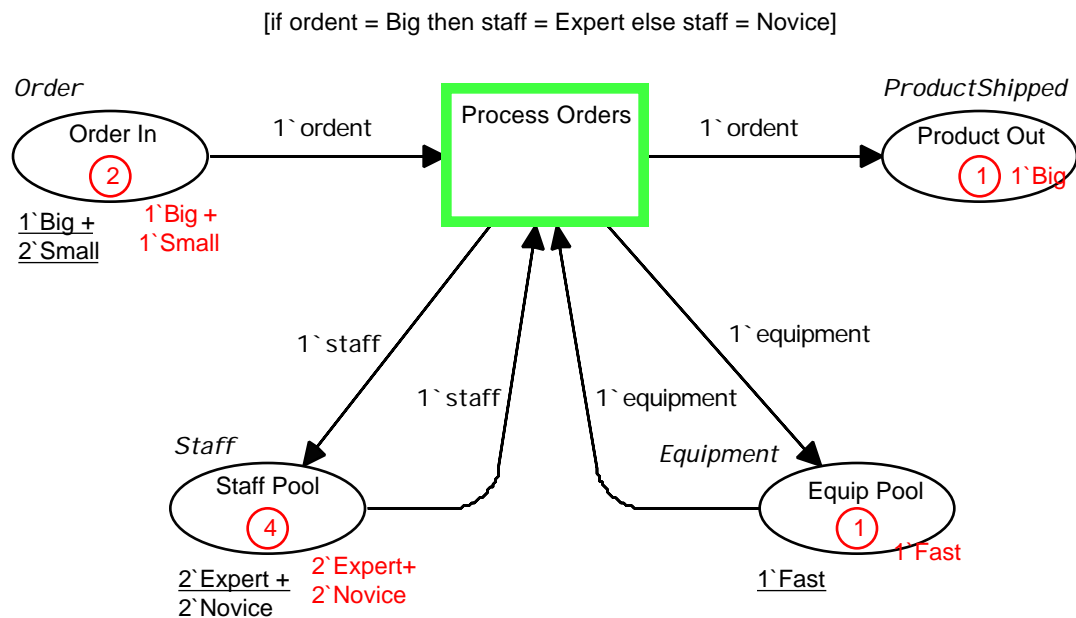 [if ordent = Big then staff = Expert else staff = Novice]
Order
ProductShipped
Order In
1`ordent
Process Orders
1`ordent
Product Out
2
1 1`Big
1`Big +
2`Small
1`Big +
1`Small
1`staff
1`equipment
1`staff
1`equipment
Staff
Equipment
Staff Pool
Equip Pool
4
1
1`Fast
2`Expert +
2`Novice
2`Expert+
2`Novice
1`Fast